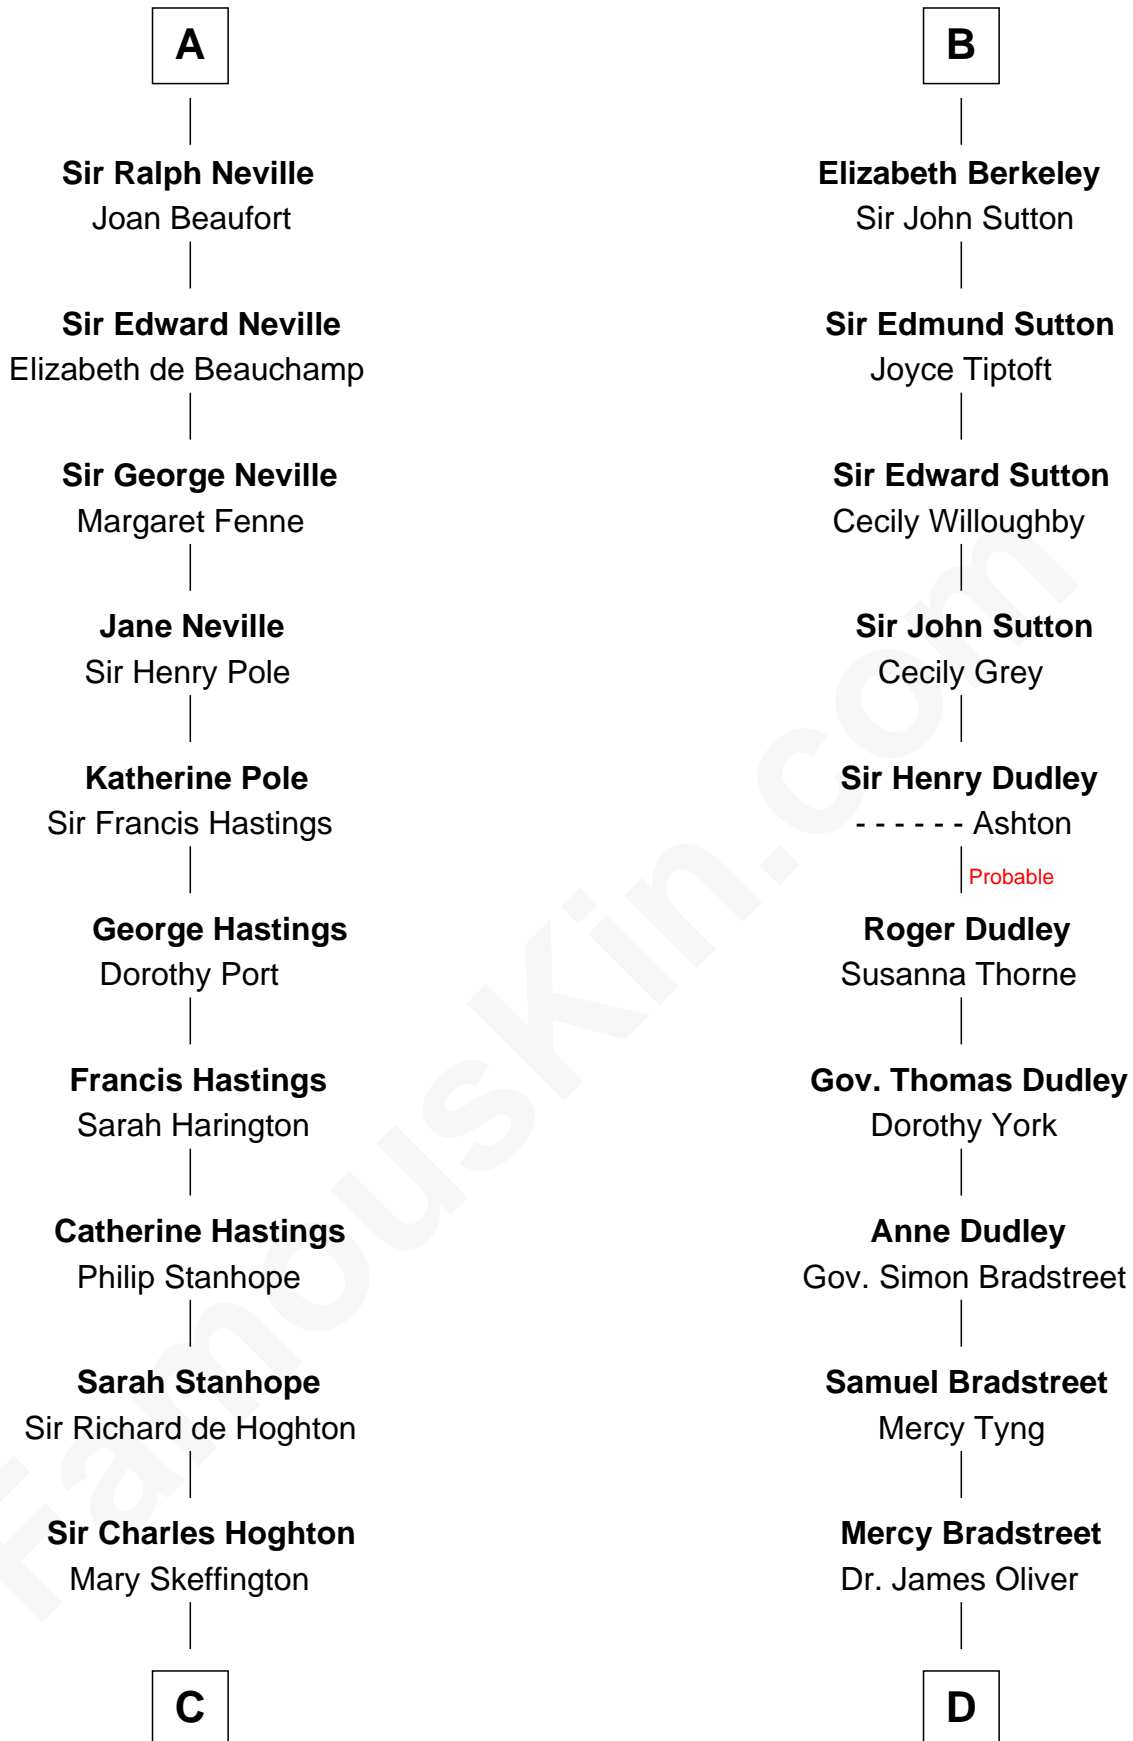 A
Sir Ralph Neville
Joan Beaufort
Sir Edward Neville
Elizabeth de Beauchamp
Sir George Neville
Margaret Fenne
Jane Neville
Sir Henry Pole
Katherine Pole
Sir Francis Hastings
George Hastings
Dorothy Port
Francis Hastings
Sarah Harington
Catherine Hastings
Philip Stanhope
Sarah Stanhope
Sir Richard de Hoghton
Sir Charles Hoghton
Mary Skeffington
C
B
Elizabeth Berkeley
Sir John Sutton
Sir Edmund Sutton
Joyce Tiptoft
Sir Edward Sutton
Cecily Willoughby
Sir John Sutton
Cecily Grey
Sir Henry Dudley
- - - - - - Ashton
Probable
Roger Dudley
Susanna Thorne
Gov. Thomas Dudley
Dorothy York
Anne Dudley
Gov. Simon Bradstreet
Samuel Bradstreet
Mercy Tyng
Mercy Bradstreet
Dr. James Oliver
D
FamousKin.com